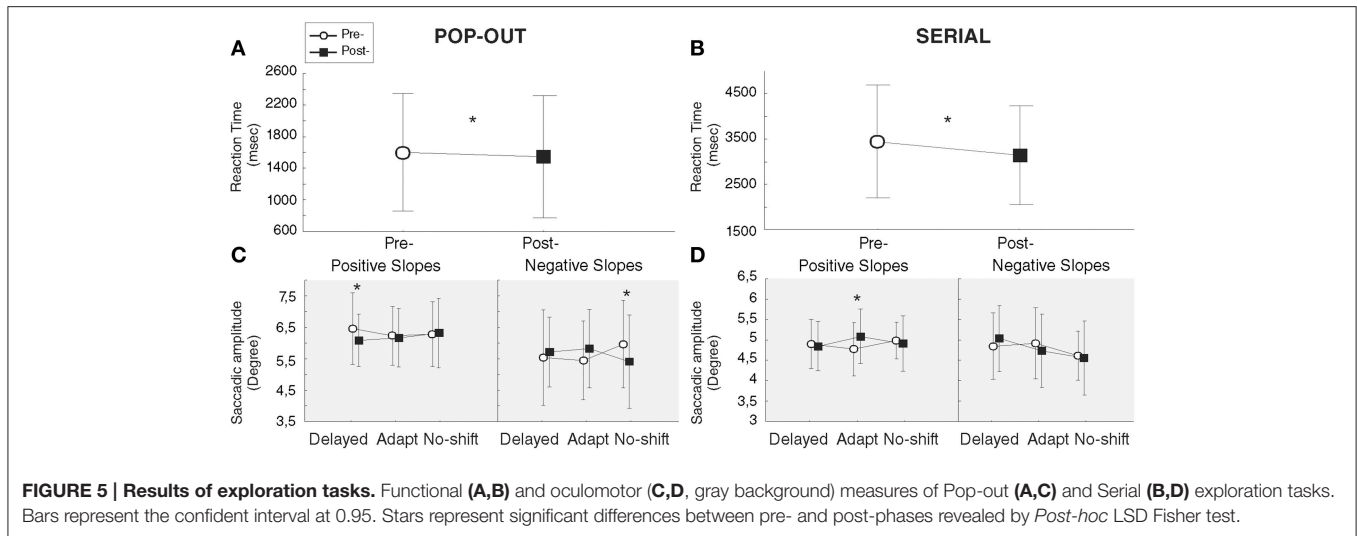 POP-OUT
SERIAL
A
Pre-
Post-
Reaction Time
(msec)
2600
2200
1800
1400
1000
600
*
Pre-
Post-
B
Reaction Time
(msec)
4500
3500
2500
1500
*
Pre-
Post-
C
Positive Slopes
Negative Slopes
Saccadic amplitude
(Degree)
7,5
6,5
5,5
4,5
3,5
*
*
Delayed Adapt No-shift
Delayed Adapt No-shift
D
Positive Slopes
Negative Slopes
Saccadic amplitude
(Degree)
6,5
6
5,5
5
4,5
4
3,5
3
*
Delayed Adapt No-shift
Delayed Adapt No-shift
FIGURE 5 | Results of exploration tasks. Functional (A,B) and oculomotor (C,D, gray background) measures of Pop-out (A,C) and Serial (B,D) exploration tasks.
Bars represent the confident interval at 0.95. Stars represent significant differences between pre- and post-phases revealed by Post-hoc LSD Fisher test.